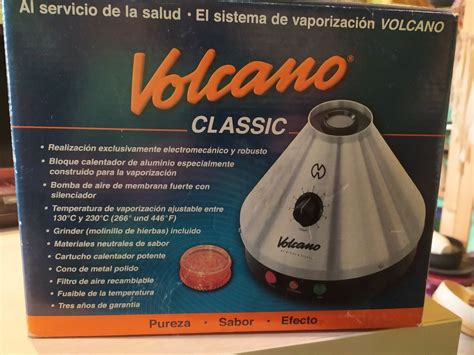 Al servicio de la salud · El sistema de vaporización VOLCANO
Volcano®
CLASSIC
• Realización exclusivamente electromecánico y robusto
• Bloque calentador de aluminio especialmente
construido para la vaporización
• Bomba de aire de membrana fuerte con
silenciador
• Temperatura de vaporización ajustable entre
130°C y 230°C (266° und 446°F)
• Grinder (molinillo de hierbas) incluido
• Materiales neutrales de sabor
• Cartucho calentador potente
• Cono de metal polido
• Filtro de aire recambiable
• Fusible de la temperatura
• Tres años de garantia
Volcano
Pureza · Sabor · Efecto